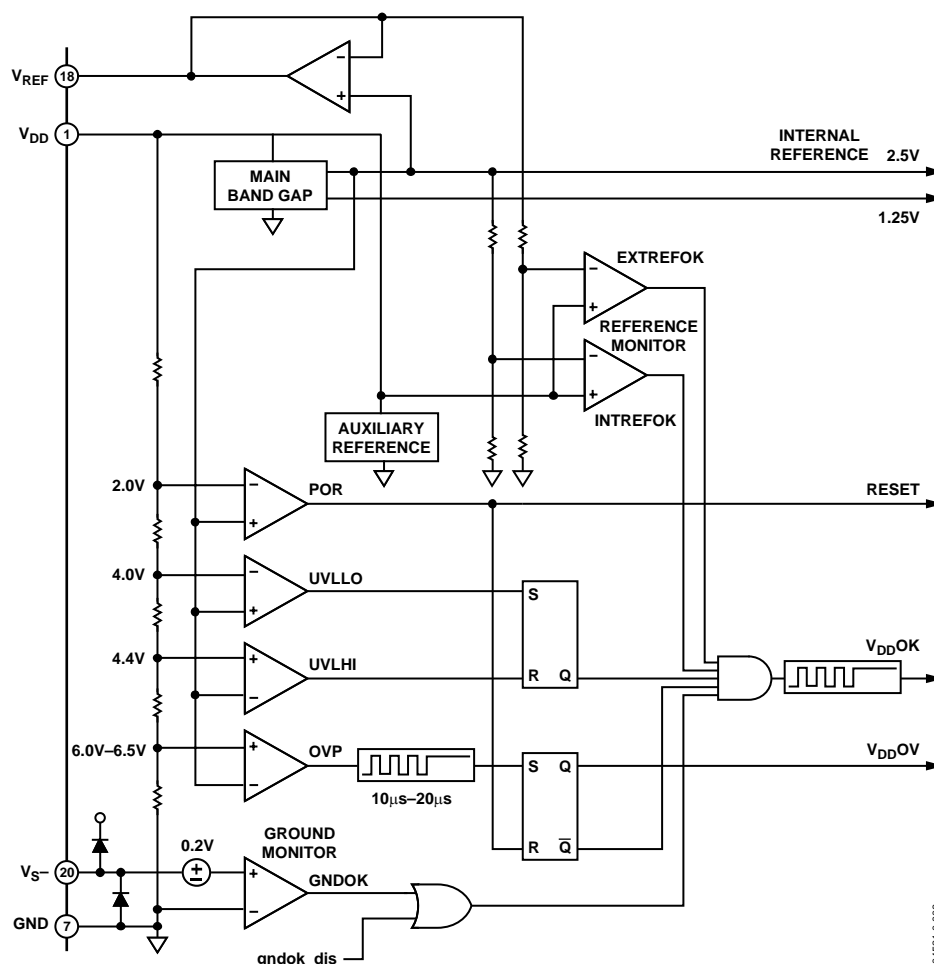 VREF 18
− 
+
VDD 1
MAIN
BAND GAP
INTERNAL
REFERENCE
2.5V
1.25V
− EXTREFOK
+
REFERENCE
MONITOR
−
+ INTREFOK
AUXILIARY
REFERENCE
2.0V − POR
+
RESET
4.0V − UVLLO
+
S
4.4V + UVLHI
−
R Q
VDDOK
6.0V–6.5V + OVP
−
10μs–20μs
S Q
VDDOV
R Q̅
GROUND
MONITOR
0.2V
VS− 20 ± + GNDOK
−
GND 7
gndok_dis